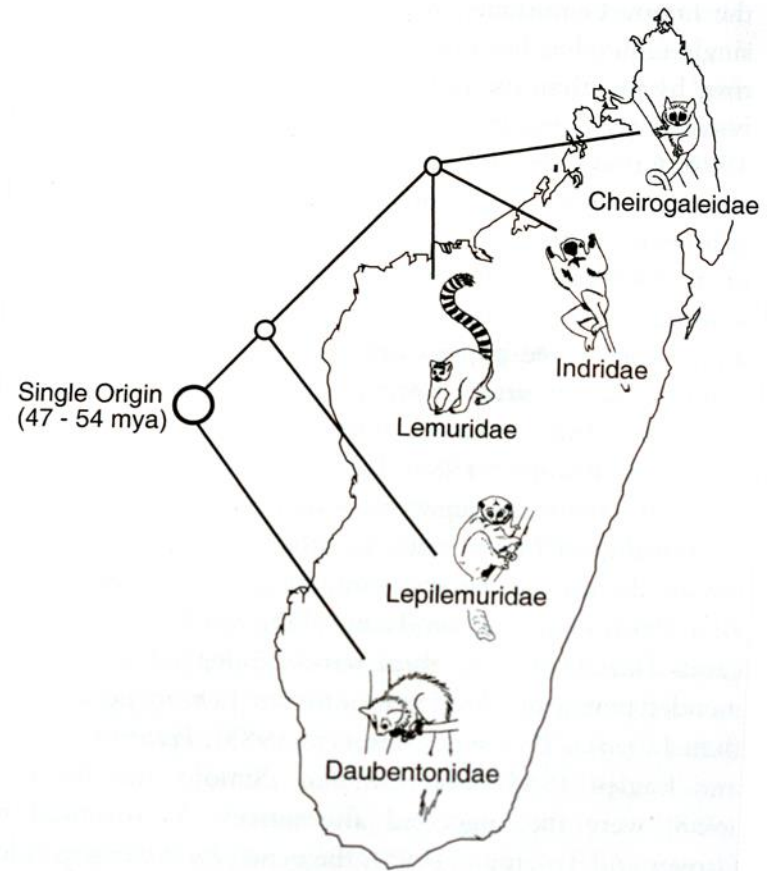 Cheirogaleidae
Indridae
Single Origin
(47 - 54 mya)
Lemuridae
Lepilemuridae
Daubentonidae